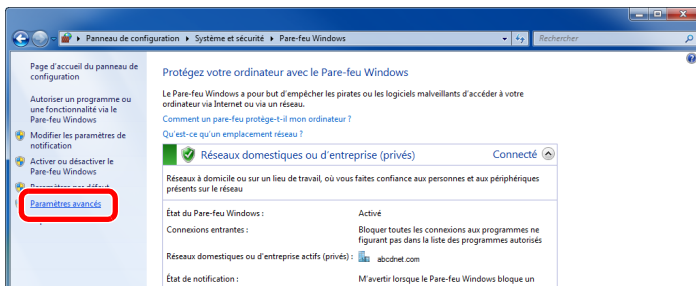 Panneau de configuration ▸ Système et sécurité ▸ Pare-feu Windows
Rechercher
Page d'accueil du panneau de
configuration
Autoriser un programme ou
une fonctionnalité via le
Pare-feu Windows
Modifier les paramètres de
notification
Activer ou désactiver le
Pare-feu Windows
Paramètres par défaut
Paramètres avancés
Protégez votre ordinateur avec le Pare-feu Windows
Le Pare-feu Windows a pour but d'empêcher les pirates ou les logiciels malveillants d'accéder à votre
ordinateur via Internet ou via un réseau.
Comment un pare-feu protège-t-il mon ordinateur ?
Qu'est-ce qu'un emplacement réseau ?
Réseaux domestiques ou d'entreprise (privés) Connecté
Réseaux à domicile ou sur un lieu de travail, où vous faites confiance aux personnes et aux périphériques
présents sur le réseau
État du Pare-feu Windows : Activé
Connexions entrantes : Bloquer toutes les connexions aux programmes ne
figurant pas dans la liste des programmes autorisés
Réseaux domestiques ou d'entreprise actifs (privés) : abcdnet.com
État de notification : M'avertir lorsque le Pare-feu Windows bloque un